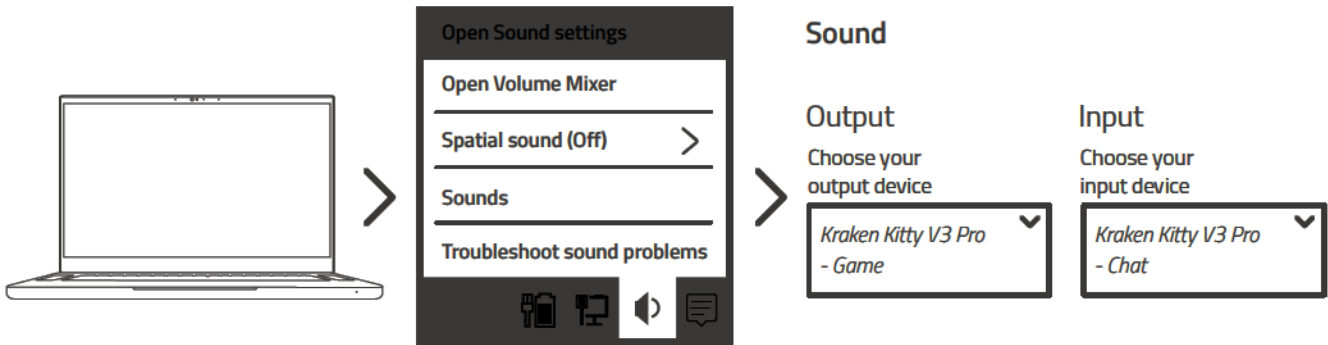 Open Sound settings
Open Volume Mixer
Spatial sound (Off)
Sounds
Troubleshoot sound problems
Sound
Output
Choose your
output device
Kraken Kitty V3 Pro
- Game
Input
Choose your
input device
Kraken Kitty V3 Pro
- Chat